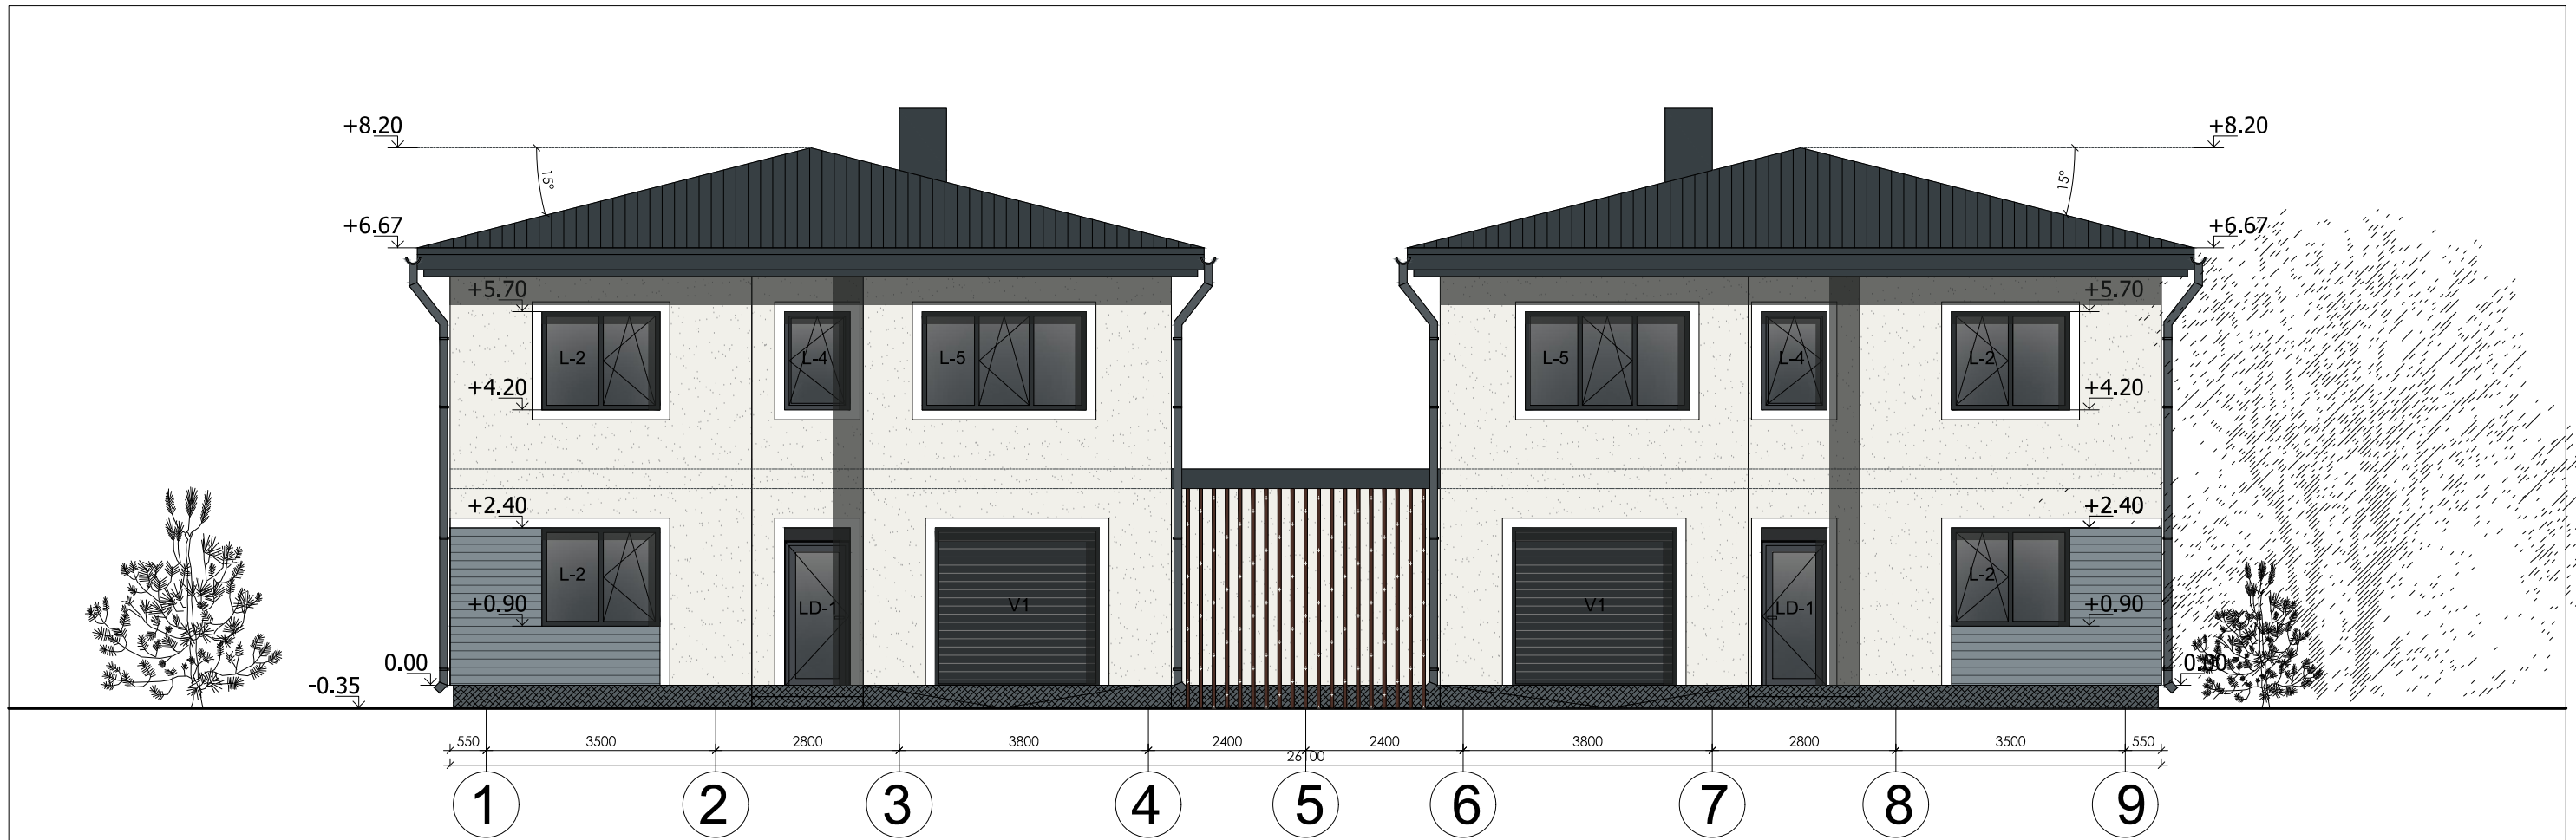 +8.20 +8.20
15° 15°
+6.67 +6.67
+5.70 +5.70
L-2 L-4 L-5 L-5 L-4 L-2
+4.20 +4.20
+2.40 +2.40
L-2 L-2
+0.90 LD-1 V1 V1 LD-1 +0.90
0.00 0.00
-0.35
550 3500 2800 3800 2400 2400 3800 2800 3500 550
26100
1 2 3 4 5 6 7 8 9